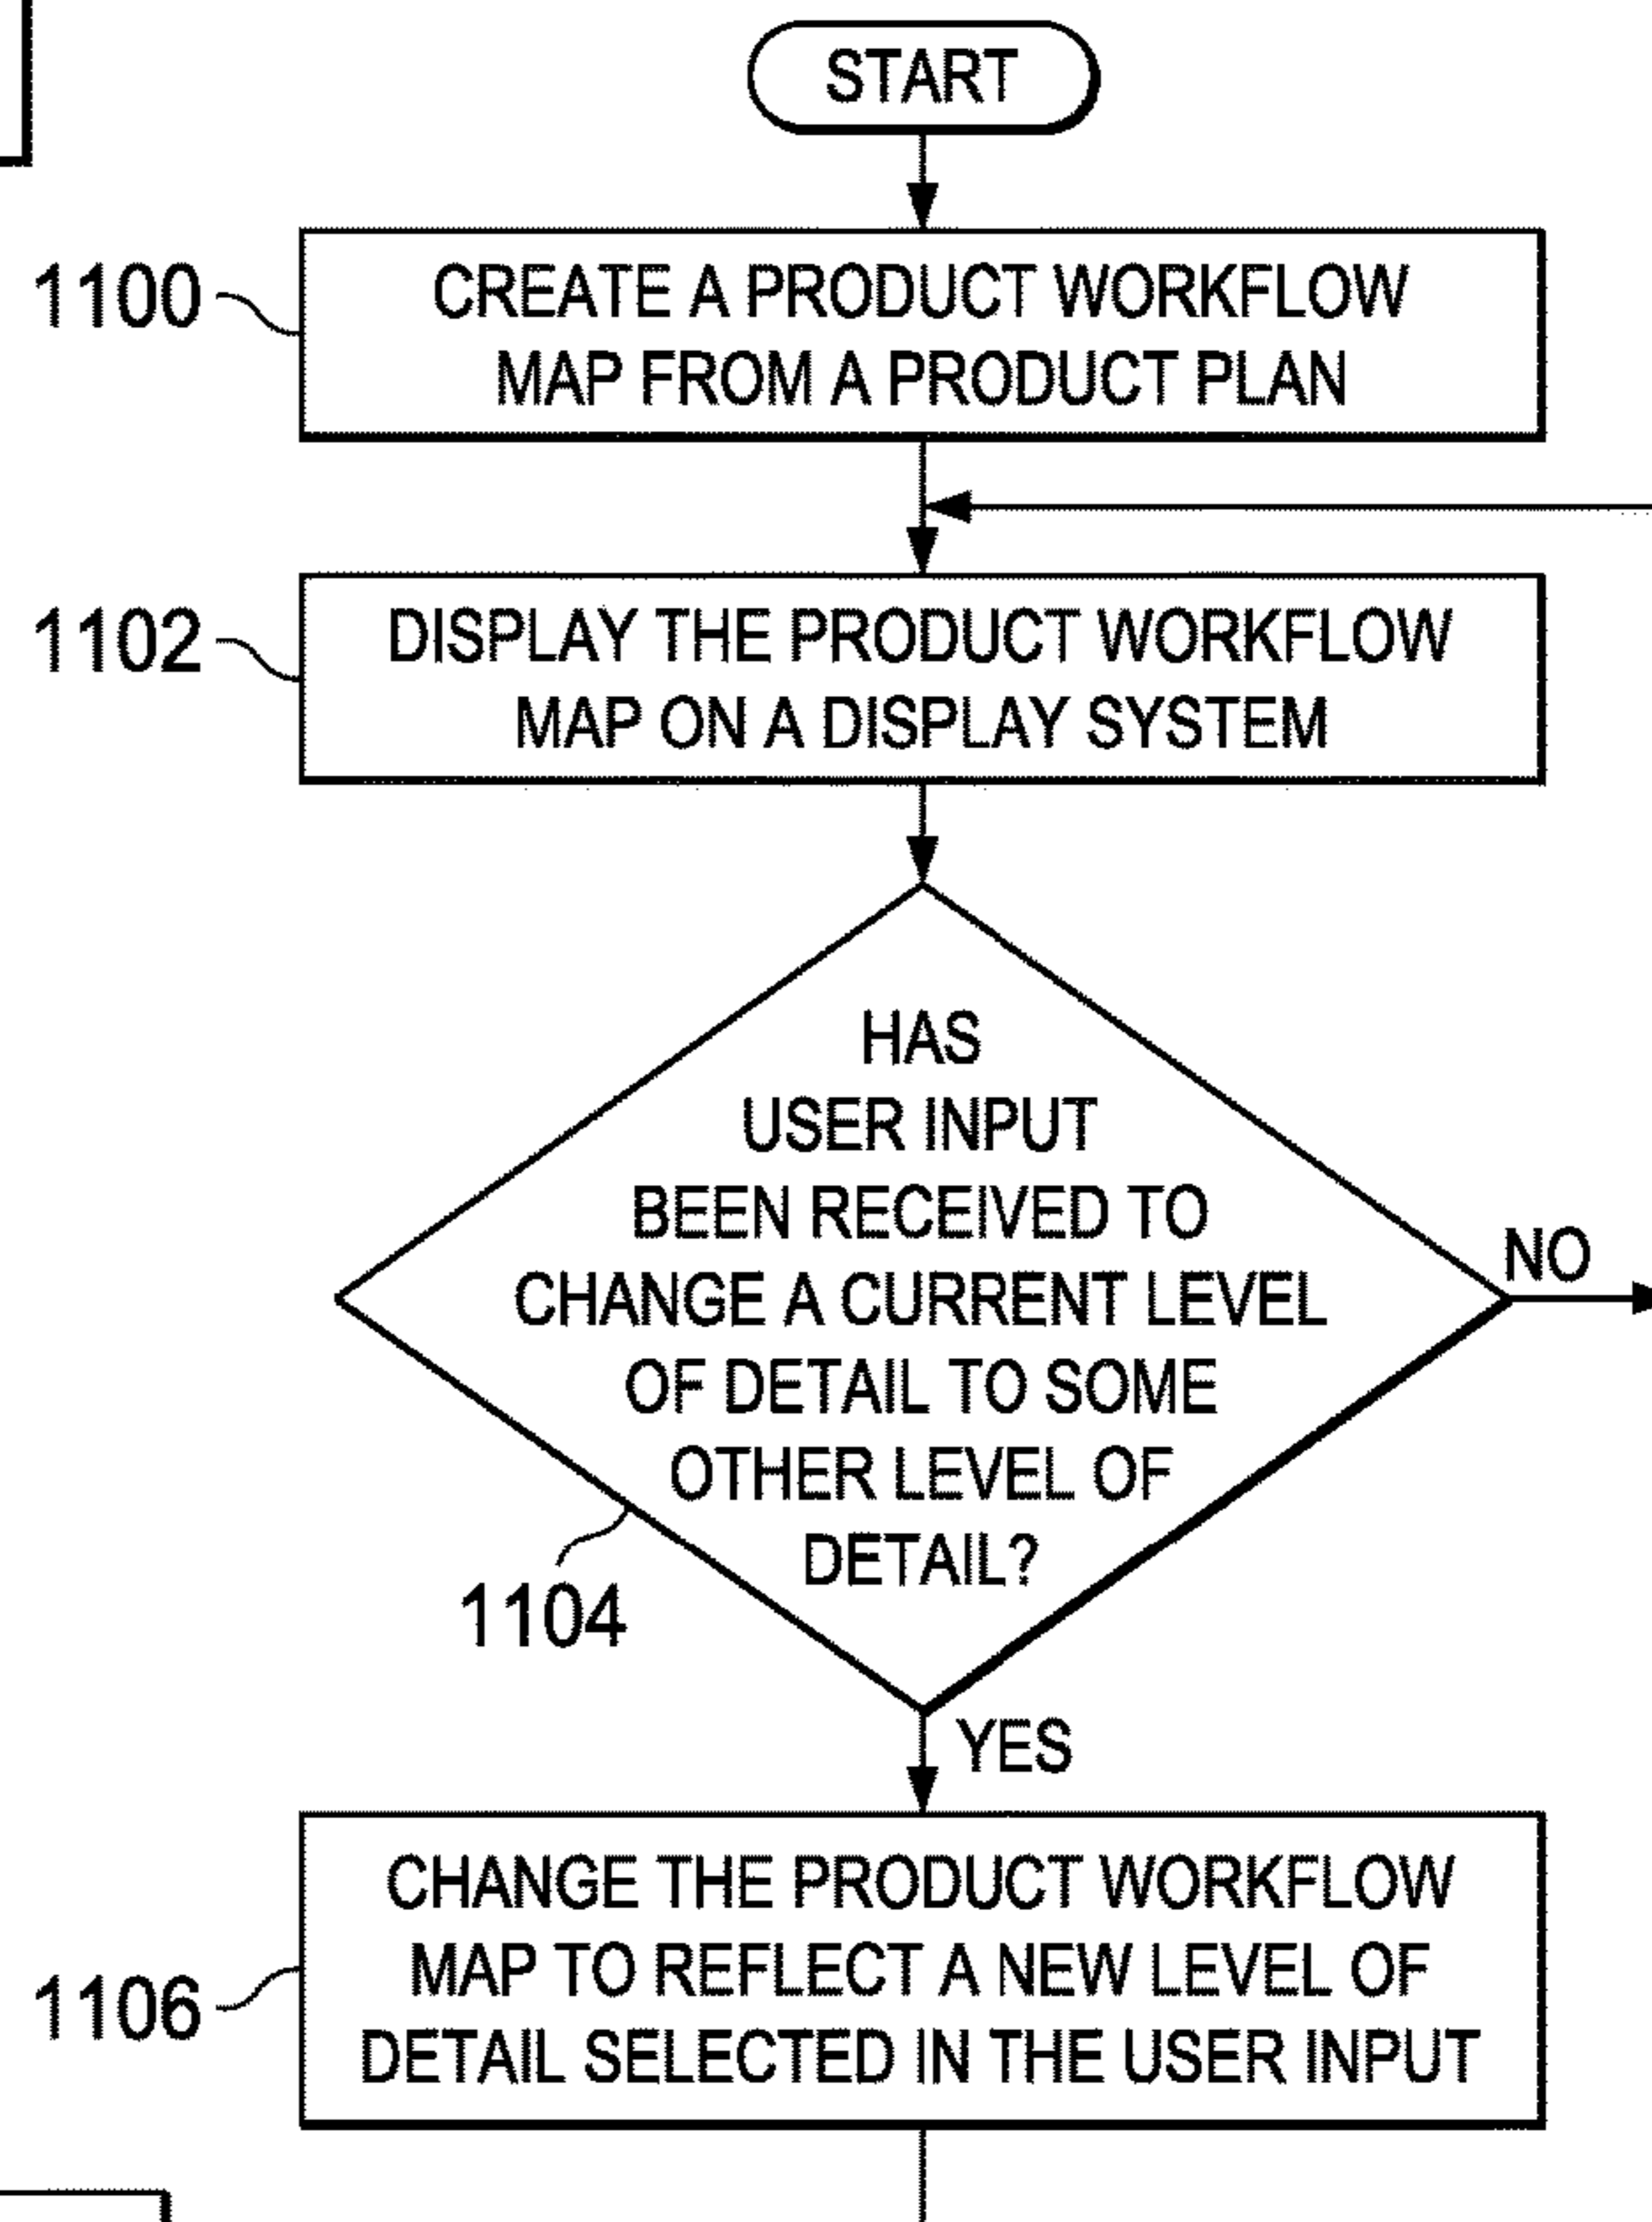 START
1100
CREATE A PRODUCT WORKFLOW
MAP FROM A PRODUCT PLAN
1102
DISPLAY THE PRODUCT WORKFLOW
MAP ON A DISPLAY SYSTEM
HAS
USER INPUT
BEEN RECEIVED TO
CHANGE A CURRENT LEVEL
OF DETAIL TO SOME
OTHER LEVEL OF
DETAIL?
NO
1104
YES
1106
CHANGE THE PRODUCT WORKFLOW
MAP TO REFLECT A NEW LEVEL OF
DETAIL SELECTED IN THE USER INPUT